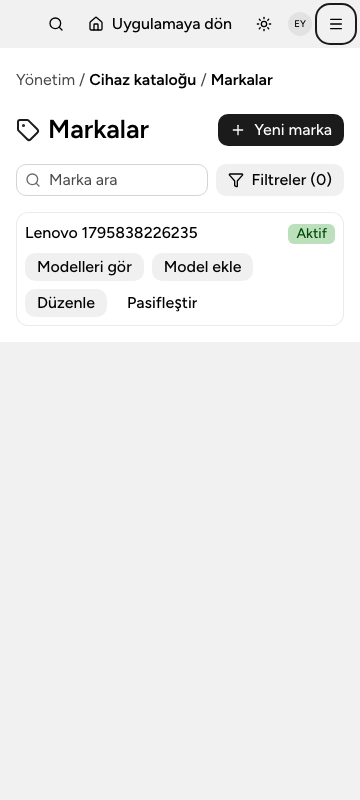 Uygulamaya dön
EY
Yönetim / Cihaz kataloğu / Markalar
Markalar
Yeni marka
Marka ara
Filtreler (0)
Lenovo 1795838226235
Aktif
Modelleri gör
Model ekle
Düzenle
Pasifleştir